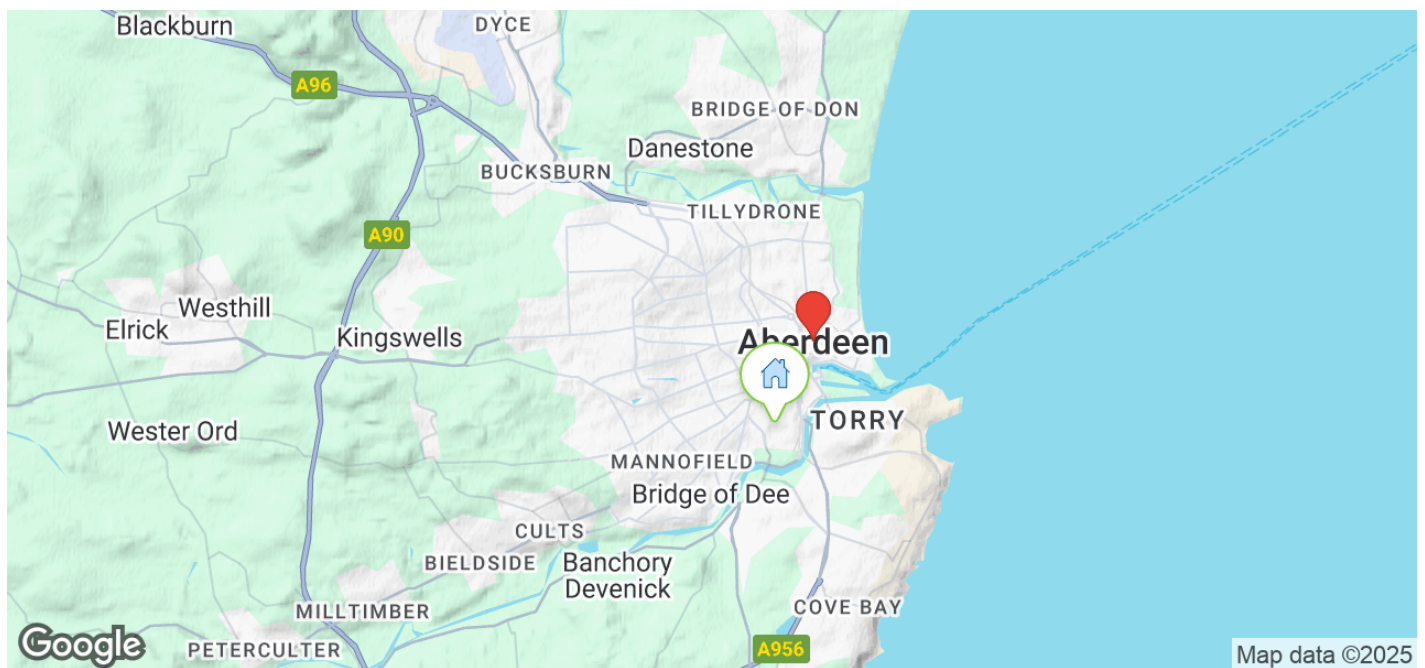 Blackburn
DYCE
A96
BRIDGE OF DON
Danestone
BUCKSBURN
TILLYDRONE
A90
Westhill
Elrick
Kingswells
Aberdeen
Wester Ord
TORRY
MANNOFIELD
Bridge of Dee
CULTS
BIELDSIDE
Banchory
Devenick
MILLTIMBER
COVE BAY
PETERCULTER
A956
Google
Map data ©2025